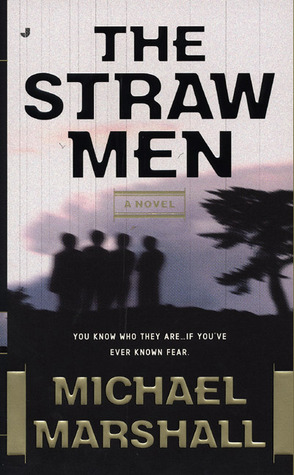 J
THE
STRAW
MEN
A NOVEL
YOU KNOW WHO THEY ARE...IF YOU'VE
EVER KNOWN FEAR.
MICHAEL
MARSHALL